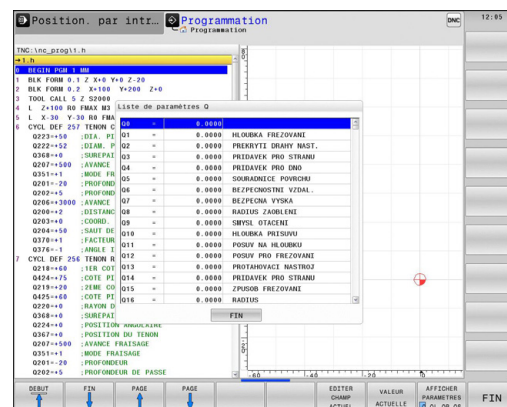 Position. par intr...
Programmation
Programmation
DNC
12:05
TNC:\nc_prog\1.h
→1.h
0 BEGIN PGM 1 MM
1 BLK FORM 0.1 Z X+0 Y+0 Z-20
2 BLK FORM 0.2 X+100 Y+200 Z+0
3 TOOL CALL 5 Z S2000
4 L Z+100 R0 FMAX M3
5 L X-30 Y-30 R0 FMA
6 CYCL DEF 257 TENON C
Q223=+50 ;DIA. PI
Q222=+52 ;DIAM. P
Q368=+0 ;SUREPAI
Q207=+500 ;AVANCE
Q351=+1 ;MODE FR
Q201=-20 ;PROFOND
Q202=+5 ;PROFOND
Q206=+3000 ;AVANCE
Q200=+2 ;DISTANC
Q203=+0 ;COORD.
Q204=+50 ;SAUT DE
Q370=+1 ;FACTEUR
Q376=-1 ;ANGLE I
7 CYCL DEF 256 TENON R
Q218=+60 ;1ER COT
Q424=+75 ;COTE PI
Q219=+20 ;2EME CO
Q425=+60 ;COTE PI
Q220=+0 ;RAYON D
Q368=+0 ;SUREPAI
Q224=+0 ;POSITION ANGULAIRE
Q367=+0 ;POSITION DU TENON
Q207=+500 ;AVANCE FRAISAGE
Q351=+1 ;MODE FRAISAGE
Q201=-20 ;PROFONDEUR
Q202=+5 ;PROFONDEUR DE PASSE
Liste de paramètres Q
Q0 = 0.0000
Q1 = 0.0000 HLOUBKA FREZOVANI
Q2 = 0.0000 PREKRYTI DRAHY NAST.
Q3 = 0.0000 PRIDAVEK PRO STRANU
Q4 = 0.0000 PRIDAVEK PRO DNO
Q5 = 0.0000 SOURADNICE POVRCHU
Q6 = 0.0000 BEZPECNOSTNI VZDAL.
Q7 = 0.0000 BEZPECNA VYSKA
Q8 = 0.0000 RADIUS ZAOBLENI
Q9 = 0.0000 SMYSL OTACENI
Q10 = 0.0000 HLOUBKA PRISUVU
Q11 = 0.0000 POSUV NA HLOUBKU
Q12 = 0.0000 POSUV PRO FREZOVANI
Q13 = 0.0000 PROTAHOVACI NASTROJ
Q14 = 0.0000 PRIDAVEK PRO STRANU
Q15 = 0.0000 ZPUSOB FREZOVANI
Q16 = 0.0000 RADIUS
FIN
-60 -40 -20 0
DEBUT
FIN
PAGE
PAGE
EDITER
CHAMP
ACTUEL
VALEUR
ACTUELLE
AFFICHER
PARAMETRES
FIN